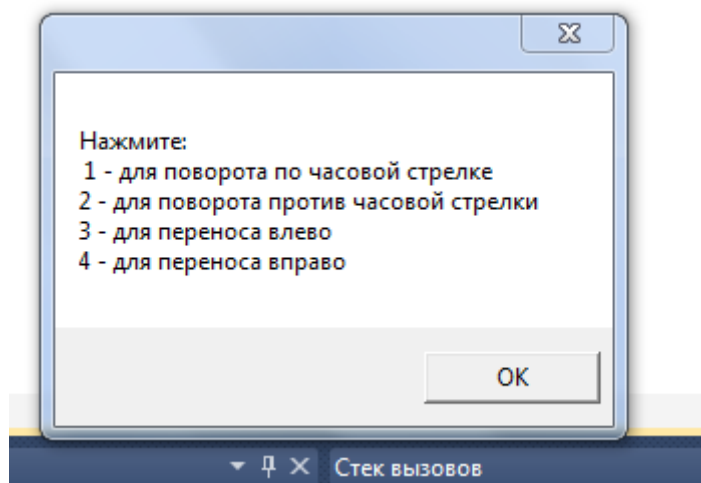 Нажмите:
1 - для поворота по часовой стрелке
2 - для поворота против часовой стрелки
3 - для переноса влево
4 - для переноса вправо
OK
Стек вызовов